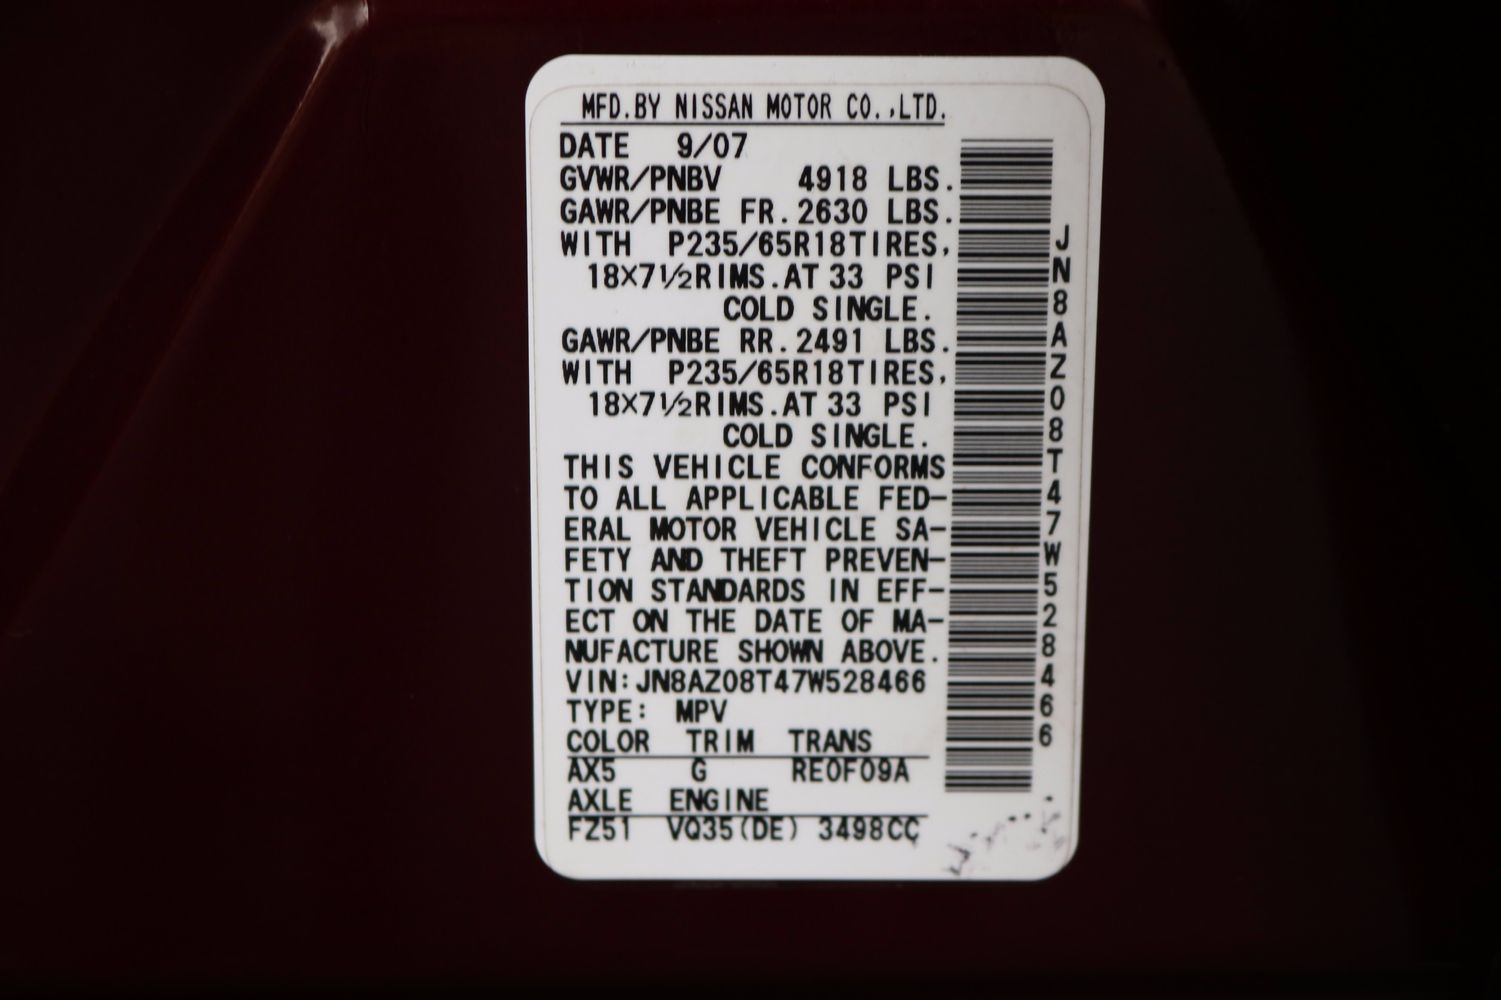 MFD.BY NISSAN MOTOR CO.,LTD.
DATE 9/07
GVWR/PNBV 4918 LBS.
GAWR/PNBE FR.2630 LBS.
WITH P235/65R18TIRES,
18×7½RIMS.AT 33 PSI
COLD SINGLE.
GAWR/PNBE RR.2491 LBS.
WITH P235/65R18TIRES,
18×7½RIMS.AT 33 PSI
COLD SINGLE.
THIS VEHICLE CONFORMS
TO ALL APPLICABLE FED-
ERAL MOTOR VEHICLE SA-
FETY AND THEFT PREVEN-
TION STANDARDS IN EFF-
ECT ON THE DATE OF MA-
NUFACTURE SHOWN ABOVE.
VIN:JN8AZ08T47W528466
TYPE: MPV
COLOR TRIM TRANS
AX5 G RE0F09A
AXLE ENGINE
FZ51 VQ35(DE) 3498CC
JN8AZ08T47W528466